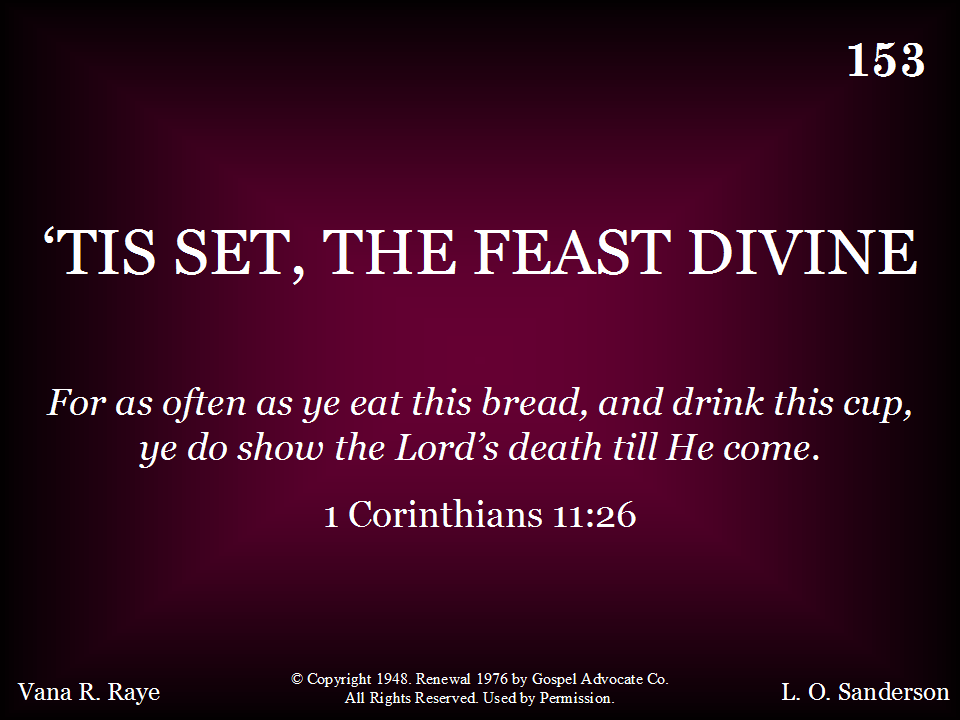 153
‘TIS SET, THE FEAST DIVINE
For as often as ye eat this bread, and drink this cup,
ye do show the Lord’s death till He come.
1 Corinthians 11:26
Vana R. Raye
© Copyright 1948. Renewal 1976 by Gospel Advocate Co.
All Rights Reserved. Used by Permission.
L. O. Sanderson